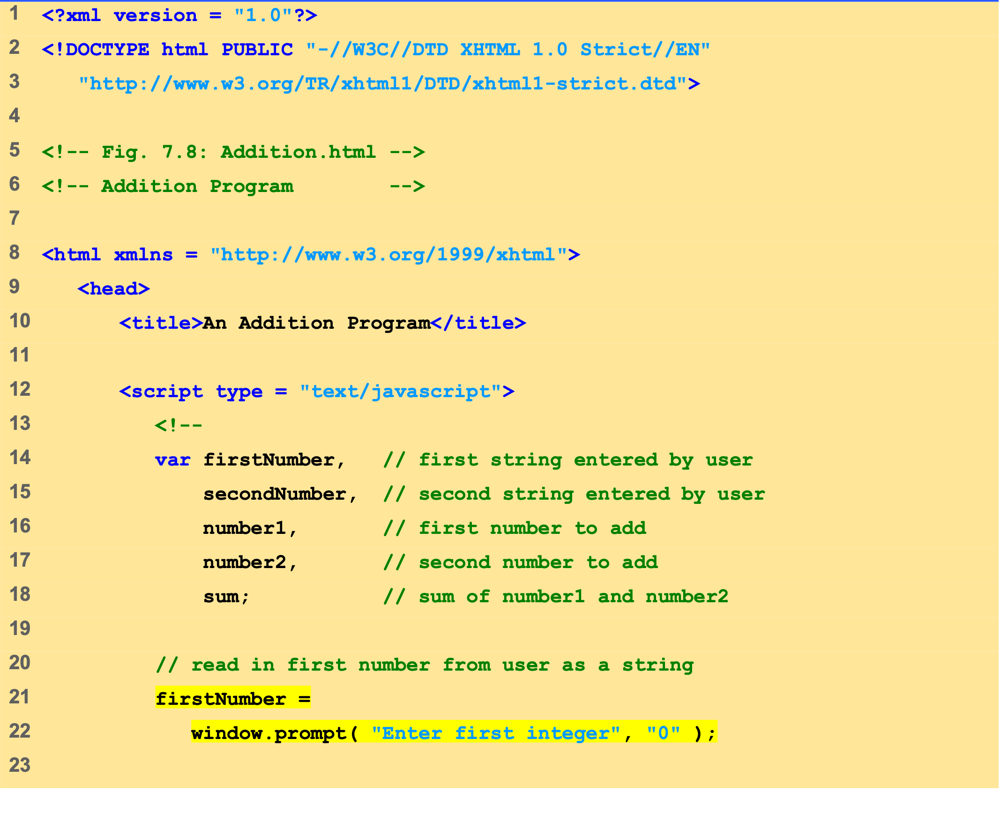 1 <?xml version = "1.0"?>
2 <!DOCTYPE html PUBLIC "-//W3C//DTD XHTML 1.0 Strict//EN"
3 "http://www.w3.org/TR/xhtml1/DTD/xhtml1-strict.dtd">
4
5 <!-- Fig. 7.8: Addition.html -->
6 <!-- Addition Program        -->
7
8 <html xmlns = "http://www.w3.org/1999/xhtml">
9    <head>
10       <title>An Addition Program</title>
11
12       <script type = "text/javascript">
13          <!--
14          var firstNumber,   // first string entered by user
15              secondNumber,  // second string entered by user
16              number1,       // first number to add
17              number2,       // second number to add
18              sum;           // sum of number1 and number2
19
20          // read in first number from user as a string
21          firstNumber =
22             window.prompt( "Enter first integer", "0" );
23